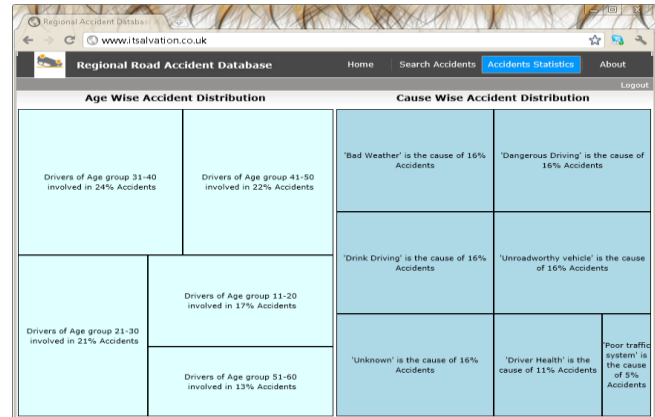 Regional Accident Databas
www.itsalvation.co.uk
Regional Road Accident Database
Home
Search Accidents
Accidents Statistics
About
Logout
Age Wise Accident Distribution
Cause Wise Accident Distribution
Drivers of Age group 31-40
involved in 24% Accidents
Drivers of Age group 41-50
involved in 22% Accidents
Drivers of Age group 21-30
involved in 21% Accidents
Drivers of Age group 11-20
involved in 17% Accidents
Drivers of Age group 51-60
involved in 13% Accidents
'Bad Weather' is the cause of 16%
Accidents
'Dangerous Driving' is the cause of
16% Accidents
'Drink Driving' is the cause of 16%
Accidents
'Unroadworthy vehicle' is the cause
of 16% Accidents
'Unknown' is the cause of 16%
Accidents
'Driver Health' is the
cause of 11% Accidents
'Poor traffic
system' is
the cause
of 5%
Accidents